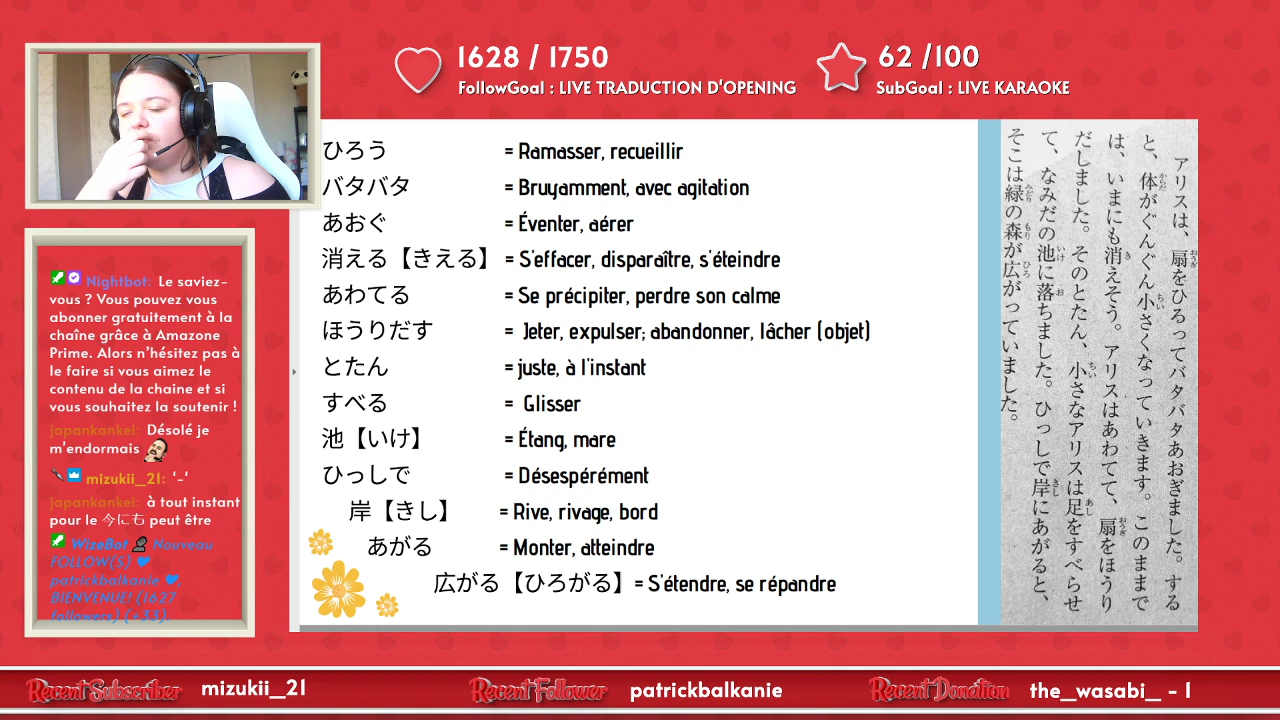 1628 / 1750
FollowGoal : LIVE TRADUCTION D'OPENING
62 /100
SubGoal : LIVE KARAOKE
ひろう = Ramasser, recueillir
バタバタ = Bruyamment, avec agitation
あおぐ = Éventer, aérer
消える【きえる】 = S'effacer, disparaître, s'éteindre
あわてる = Se précipiter, perdre son calme
ほうりだす = Jeter, expulser; abandonner, lâcher (objet)
とたん = juste, à l'instant
すべる = Glisser
池【いけ】 = Étang, mare
ひっしで = Désespérément
岸【きし】 = Rive, rivage, bord
あがる = Monter, atteindre
広がる【ひろがる】 = S'étendre, se répandre
アリスは、扇をひろってバタバタあおぎました。する
と、体がぐんぐん小さくなっていきます。このままで
は、いまにも消えそう。アリスはあわてて、扇をほうり
だしました。そのとたん、小さなアリスは足をすべらせ
て、なみだの池に落ちました。ひっしで岸にあがると、
そこは緑の森が広がっていました。
Nightbot: Le saviez-
vous ? Vous pouvez vous
abonner gratuitement à la
chaîne grâce à Amazone
Prime. Alors n'hésitez pas à
le faire si vous aimez le
contenu de la chaine et si
vous souhaitez la soutenir !
japankankei: Désolé je
m'endormais
mizukii_21: '-'
japankankei: à tout instant
pour le 今にも peut être
WizeBot Nouveau
FOLLOW(S)
patrickbalkanie
BIENVENUE! (1627
followers) (+33).
Recent Subscriber mizukii_21
Recent Follower patrickbalkanie
Recent Donation the_wasabi_ - 1